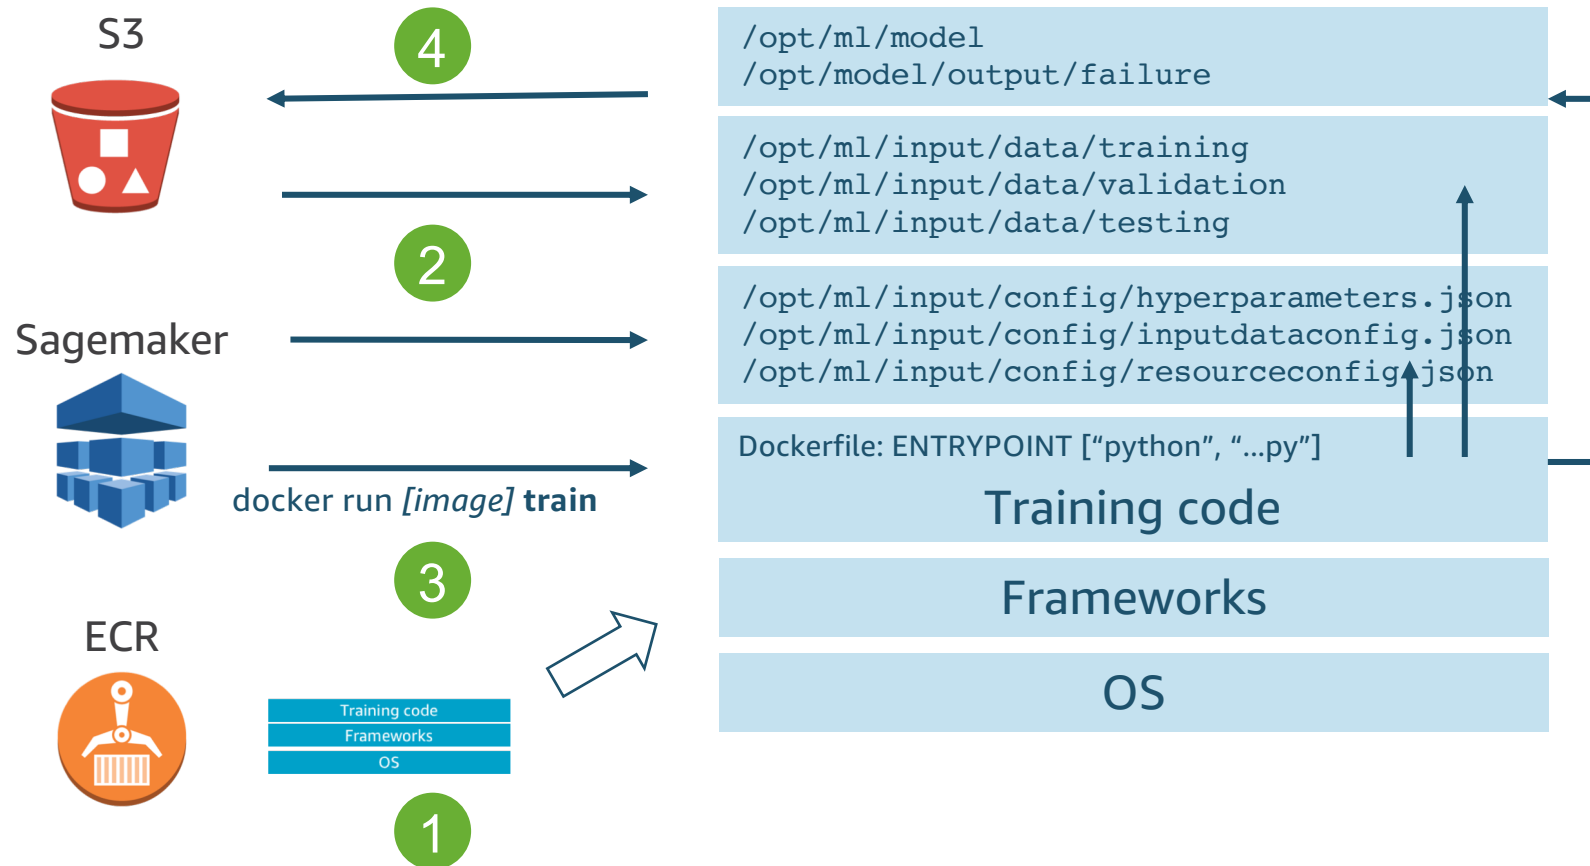 S3
4
/opt/ml/model
/opt/model/output/failure
/opt/ml/input/data/training
/opt/ml/input/data/validation
/opt/ml/input/data/testing
2
/opt/ml/input/config/hyperparameters.json
/opt/ml/input/config/inputdataconfig.json
/opt/ml/input/config/resourceconfig.json
Sagemaker
Dockerfile: ENTRYPOINT [“python”, “...py”]
Training code
docker run [image] train
3
Frameworks
OS
ECR
Training code
Frameworks
OS
1